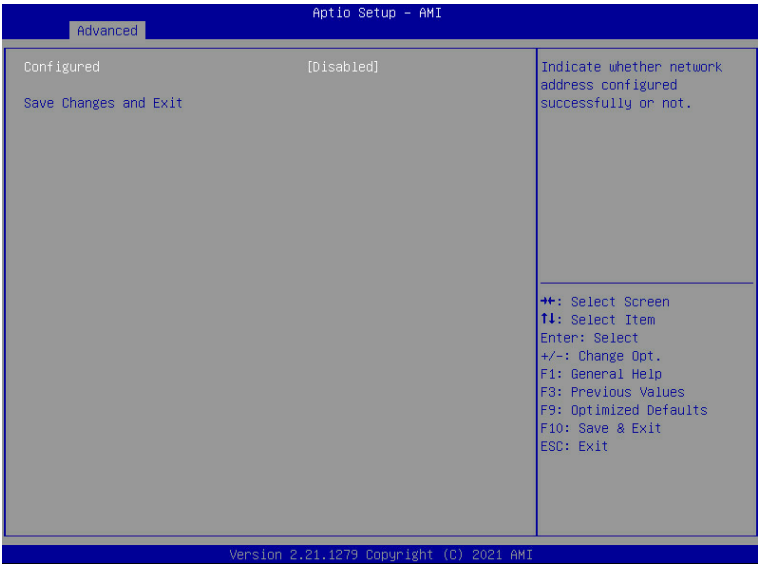 Aptio Setup – AMI
Advanced
Configured [Disabled]
Save Changes and Exit
Indicate whether network
address configured
successfully or not.
→←: Select Screen
↑↓: Select Item
Enter: Select
+/-: Change Opt.
F1: General Help
F3: Previous Values
F9: Optimized Defaults
F10: Save & Exit
ESC: Exit
Version 2.21.1279 Copyright (C) 2021 AMI